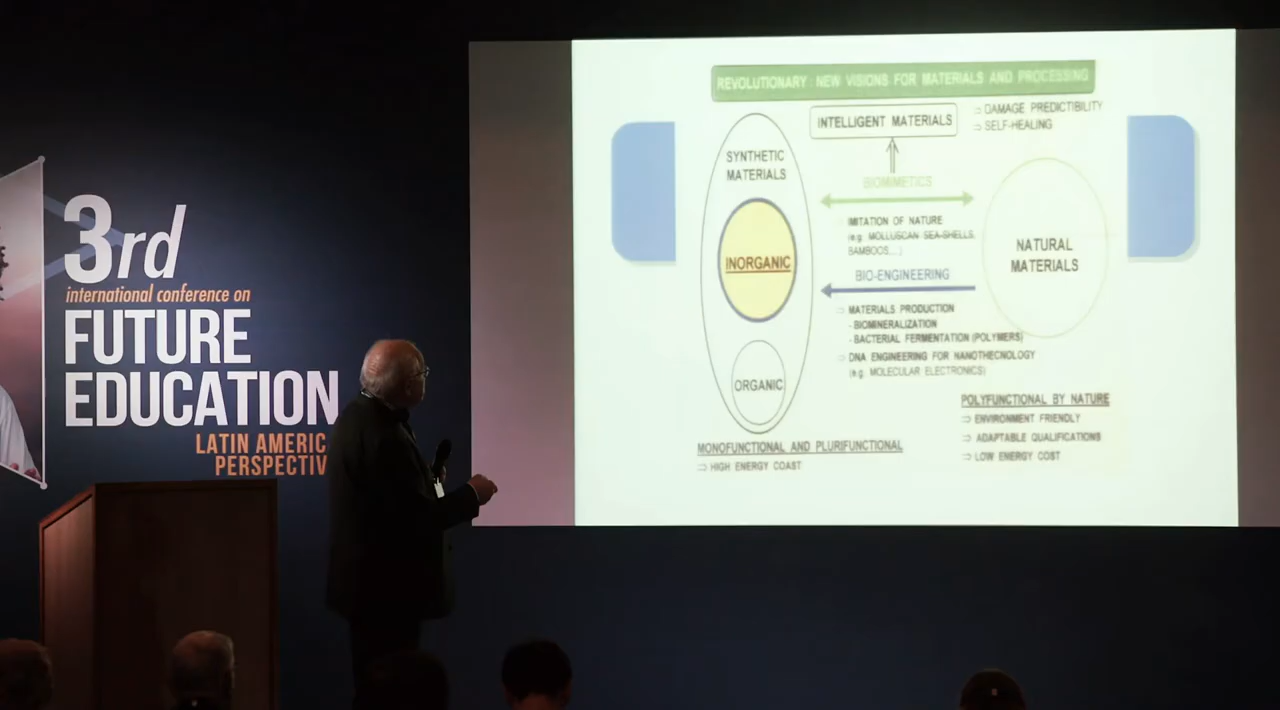 3rd
international conference on
FUTURE
EDUCATION
LATIN AMERIC
PERSPECTIV
REVOLUTIONARY : NEW VISIONS FOR MATERIALS AND PROCESSING
INTELLIGENT MATERIALS
⊃ DAMAGE PREDICTIBILITY
⊃ SELF-HEALING
SYNTHETIC
MATERIALS
BIOMIMETICS
IMITATION OF NATURE
(e.g. MOLLUSCAN SEA-SHELLS,
BAMBOOS,...)
INORGANIC
NATURAL
MATERIALS
BIO-ENGINEERING
⊃ MATERIALS PRODUCTION
- BIOMINERALIZATION
- BACTERIAL FERMENTATION (POLYMERS)
⊃ DNA ENGINEERING FOR NANOTHECNOLOGY
(e.g. MOLECULAR ELECTRONICS)
ORGANIC
MONOFUNCTIONAL AND PLURIFUNCTIONAL
⊃ HIGH ENERGY COAST
POLYFUNCTIONAL BY NATURE
⊃ ENVIRONMENT FRIENDLY
⊃ ADAPTABLE QUALIFICATIONS
⊃ LOW ENERGY COST